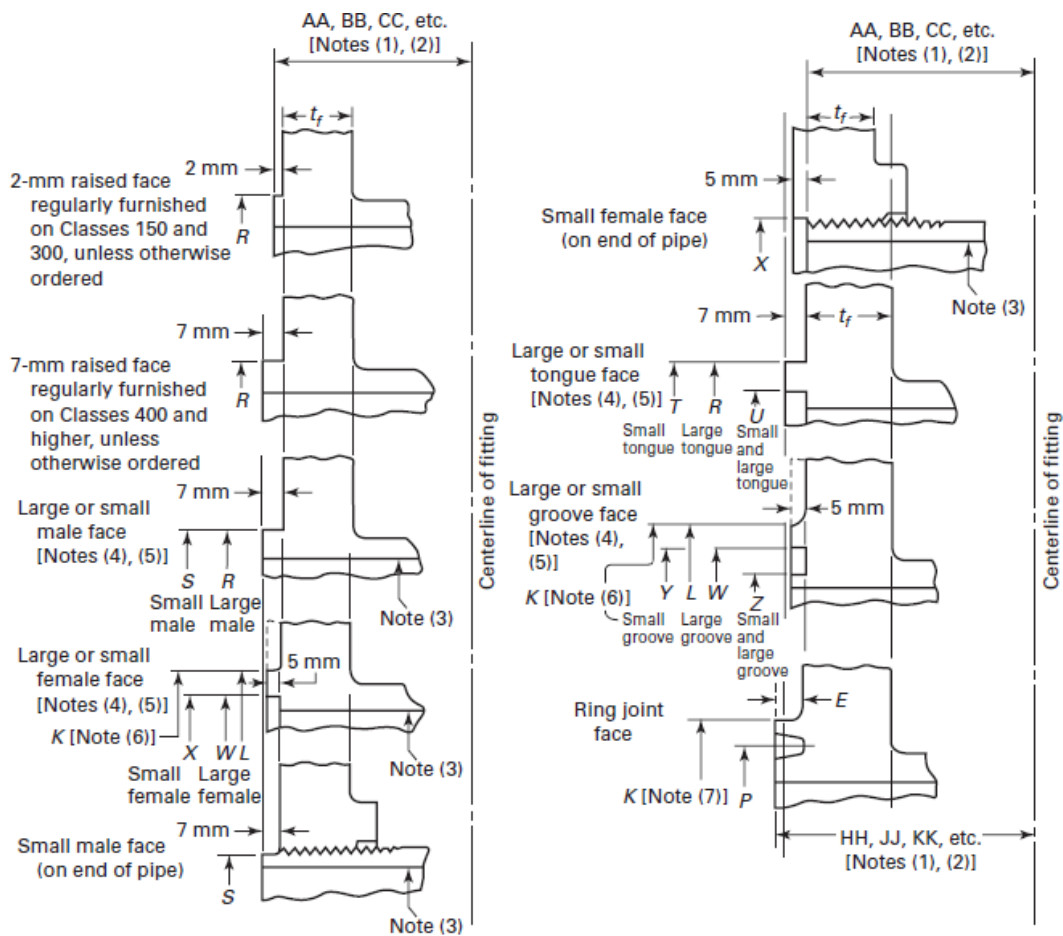 AA, BB, CC, etc.
[Notes (1), (2)]
t_f
2 mm
2-mm raised face
regularly furnished
on Classes 150 and
300, unless otherwise
ordered
R
7 mm
7-mm raised face
regularly furnished
on Classes 400 and
higher, unless
otherwise ordered
R
7 mm
Large or small
male face
[Notes (4), (5)]
S R
Small Large
male male
Note (3)
Large or small
female face
[Notes (4), (5)]
5 mm
K [Note (6)]
X W L
Small Large
female female
Note (3)
7 mm
Small male face
(on end of pipe)
S
Note (3)
Centerline of fitting
AA, BB, CC, etc.
[Notes (1), (2)]
t_f
5 mm
Small female face
(on end of pipe)
X
Note (3)
7 mm
t_f
Large or small
tongue face
[Notes (4), (5)]
T R U
Small Large Small
tongue tongue and
large
tongue
Large or small
groove face
[Notes (4),
(5)]
5 mm
K [Note (6)]
Y L W Z
Small Large Small
groove groove and
large
groove
Ring joint
face
E
K [Note (7)] P
HH, JJ, KK, etc.
[Notes (1), (2)]
Centerline of fitting